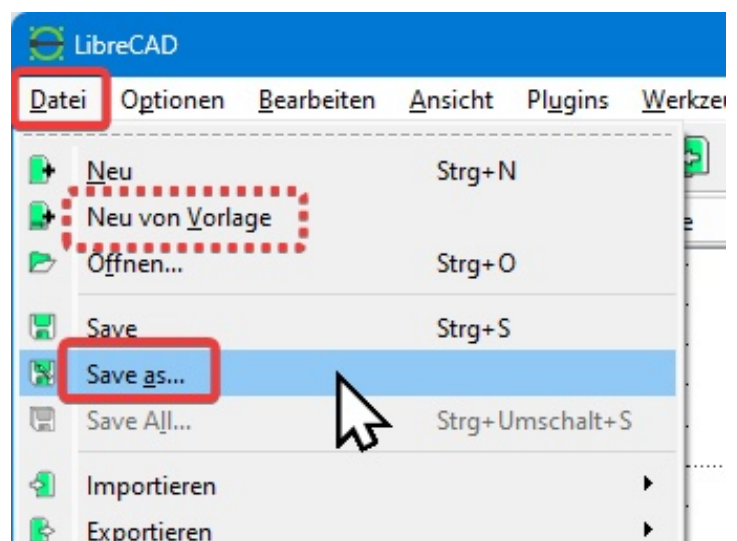 LibreCAD
Datei Optionen Bearbeiten Ansicht Plugins
Neu Strg+N
Neu von Vorlage
Öffnen... Strg+O
Save Strg+S
Save as...
Save All... Strg+Umschalt+S
Importieren
Exportieren